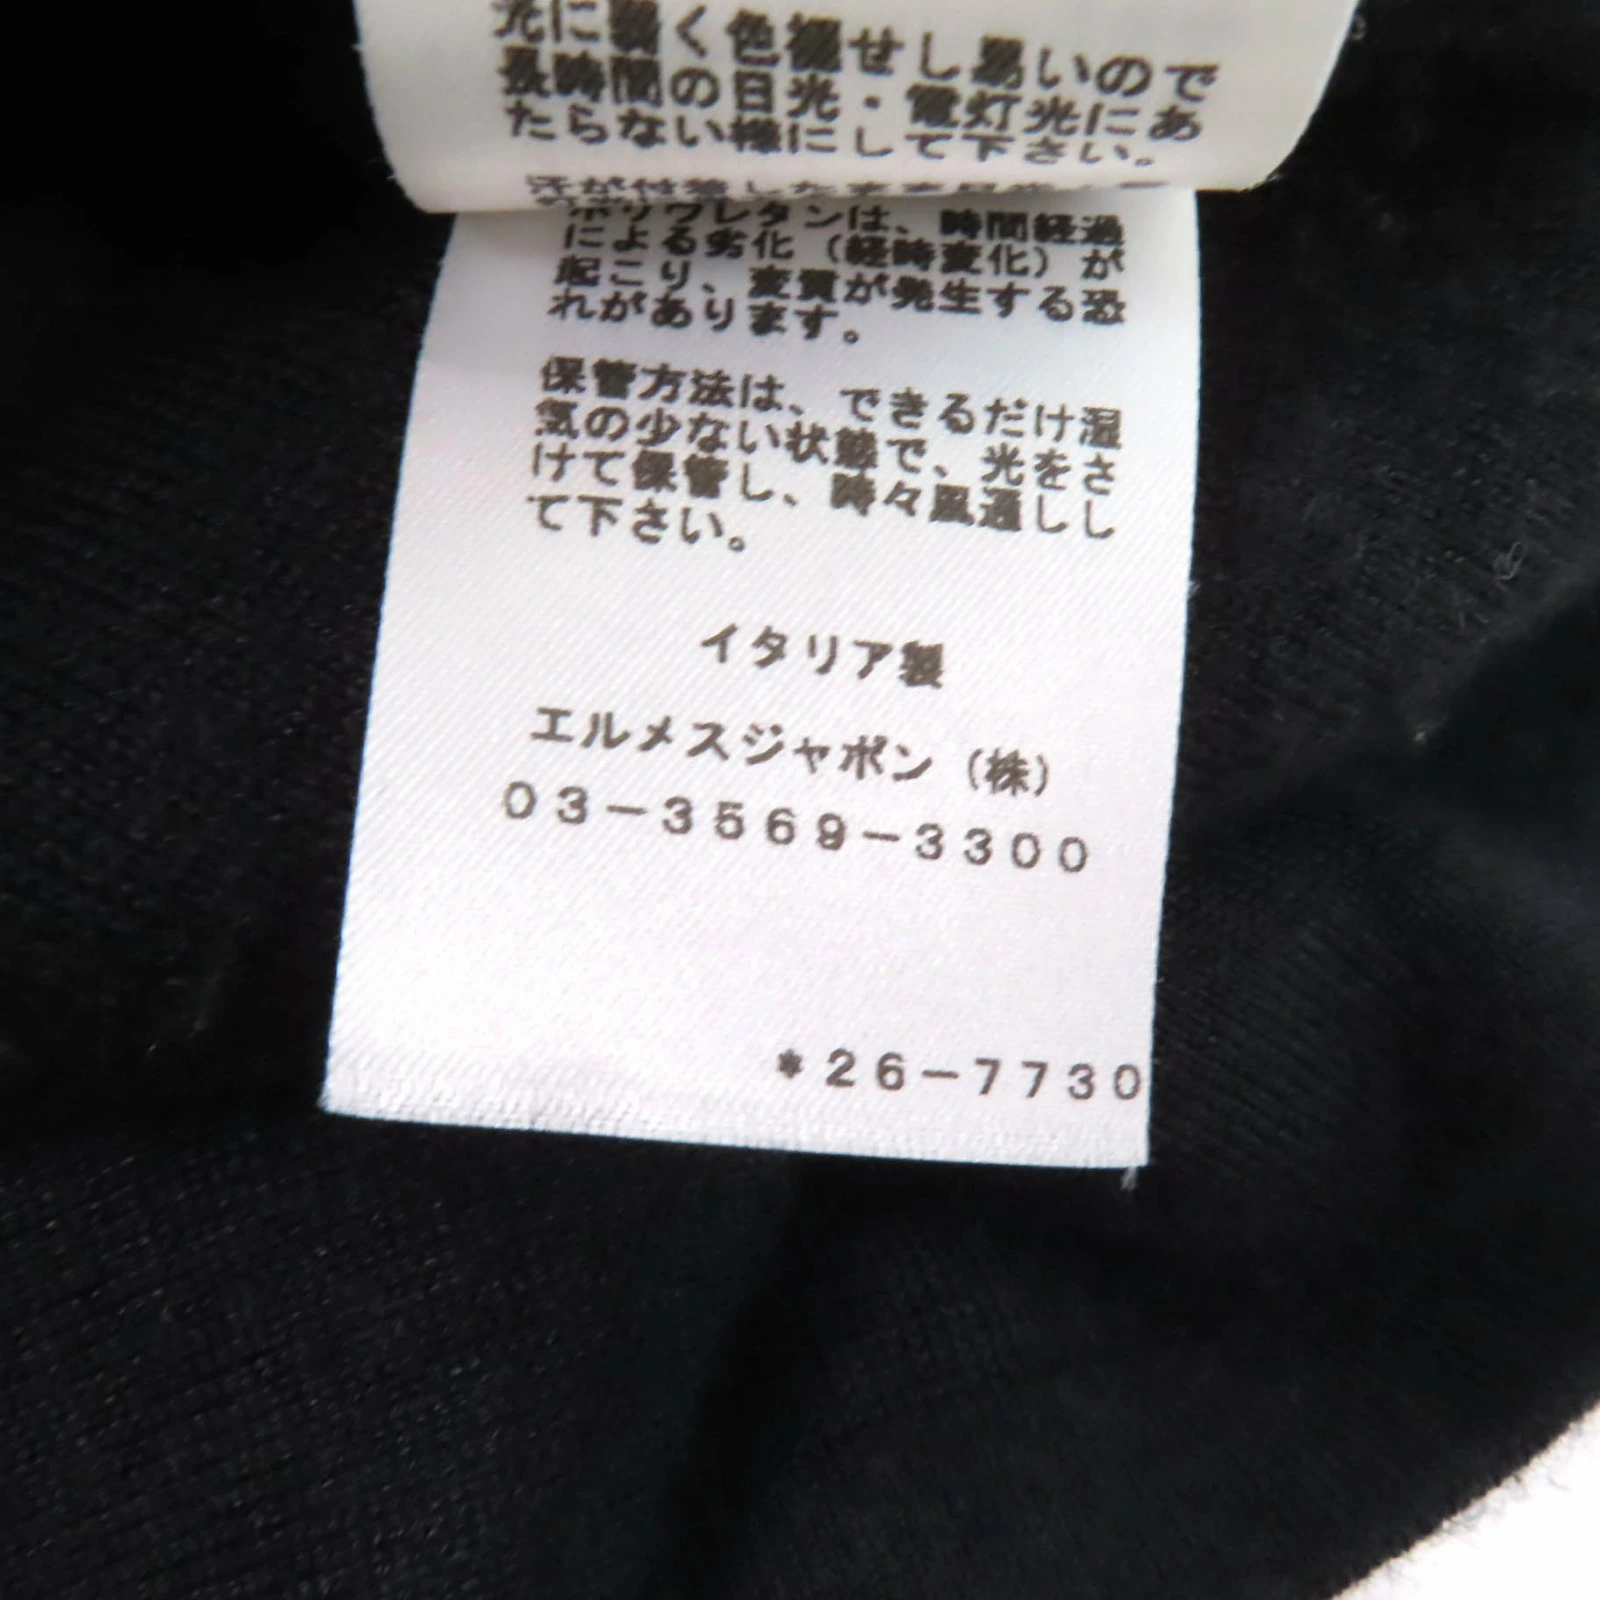 光に弱く色褪せし易いので
長時間の日光・電灯光にあ
たらない様にして下さい。
ポリウレタンは、時間経過
による劣化（経時変化）が
起こり、変質が発生する恐
れがあります。
保管方法は、できるだけ湿
気の少ない状態で、光をさ
けて保管し、時々風通しし
て下さい。
イタリア製
エルメスジャポン（株）
03-3569-3300
*26-7730